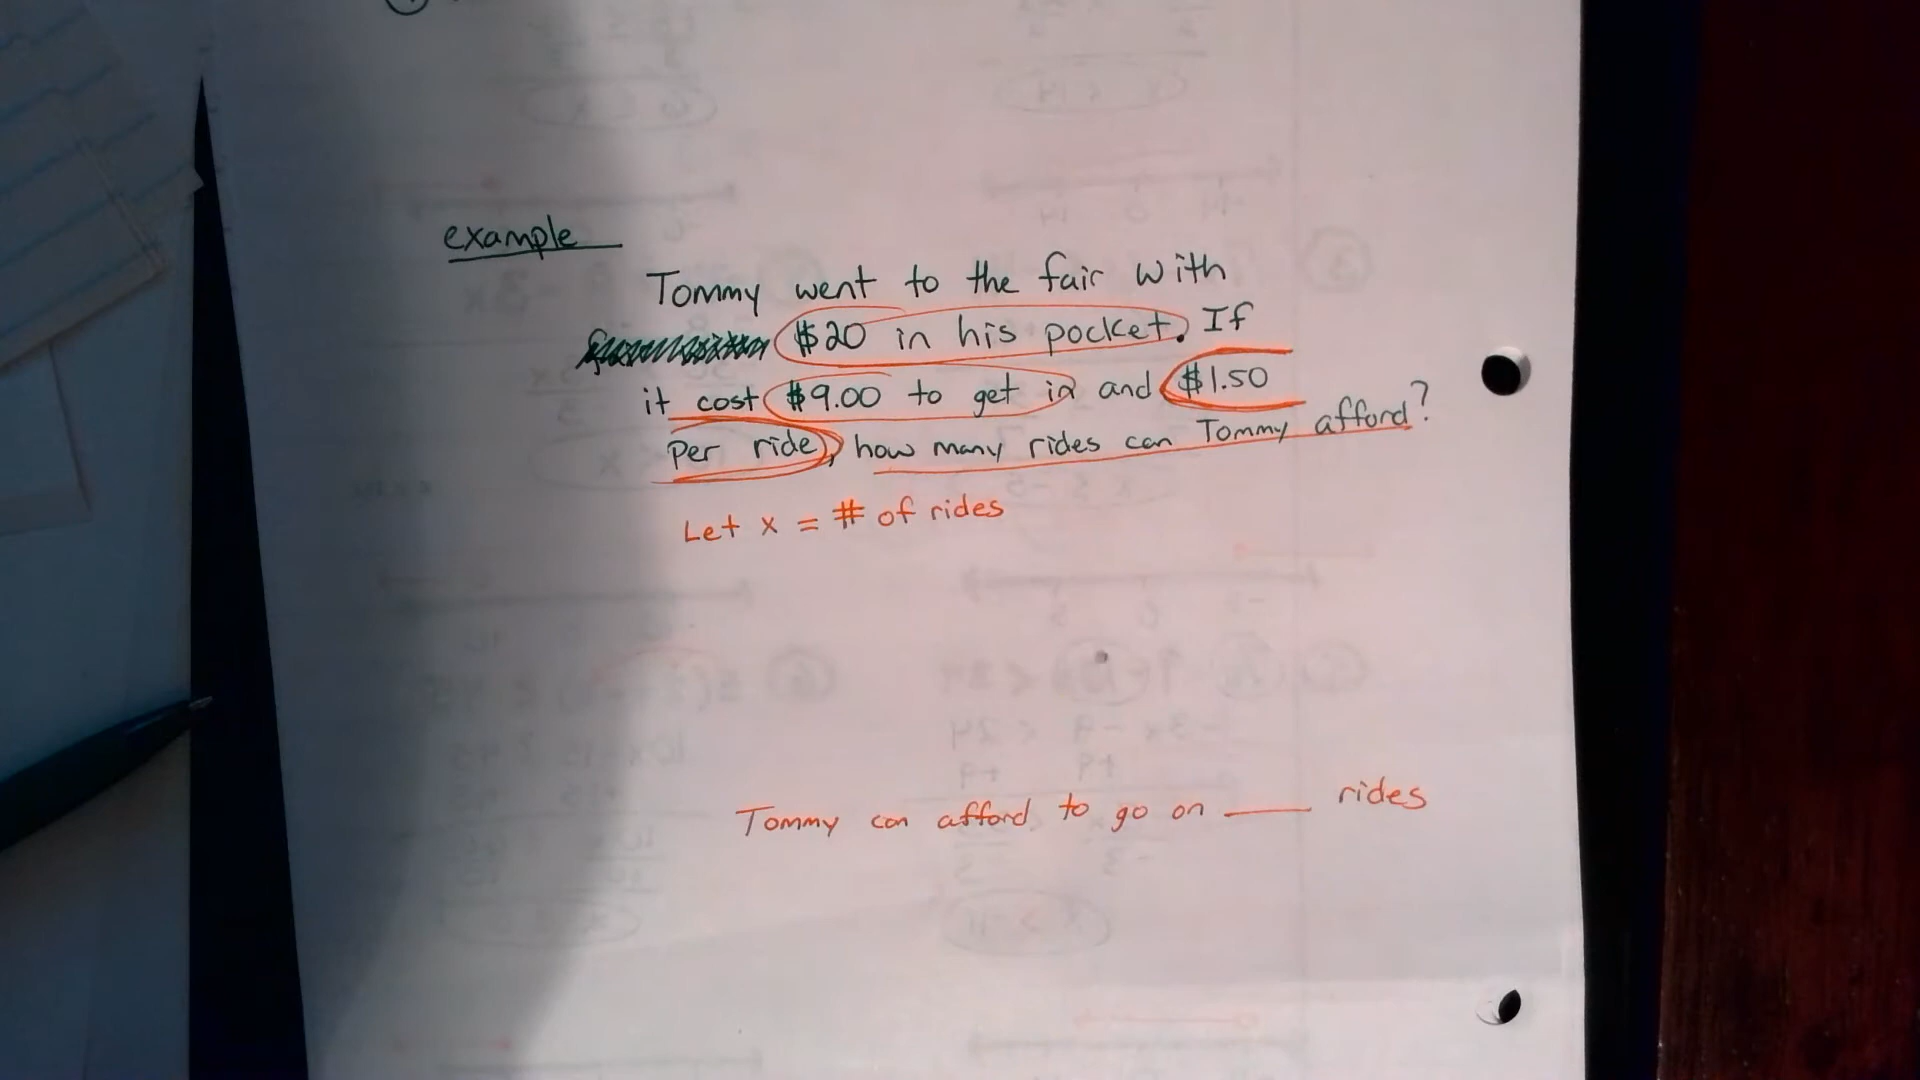 example
Tommy went to the fair with
$20 in his pocket. If
it cost $9.00 to get in and $1.50
per ride, how many rides can Tommy afford?
Let x = # of rides
Tommy can afford to go on ____ rides